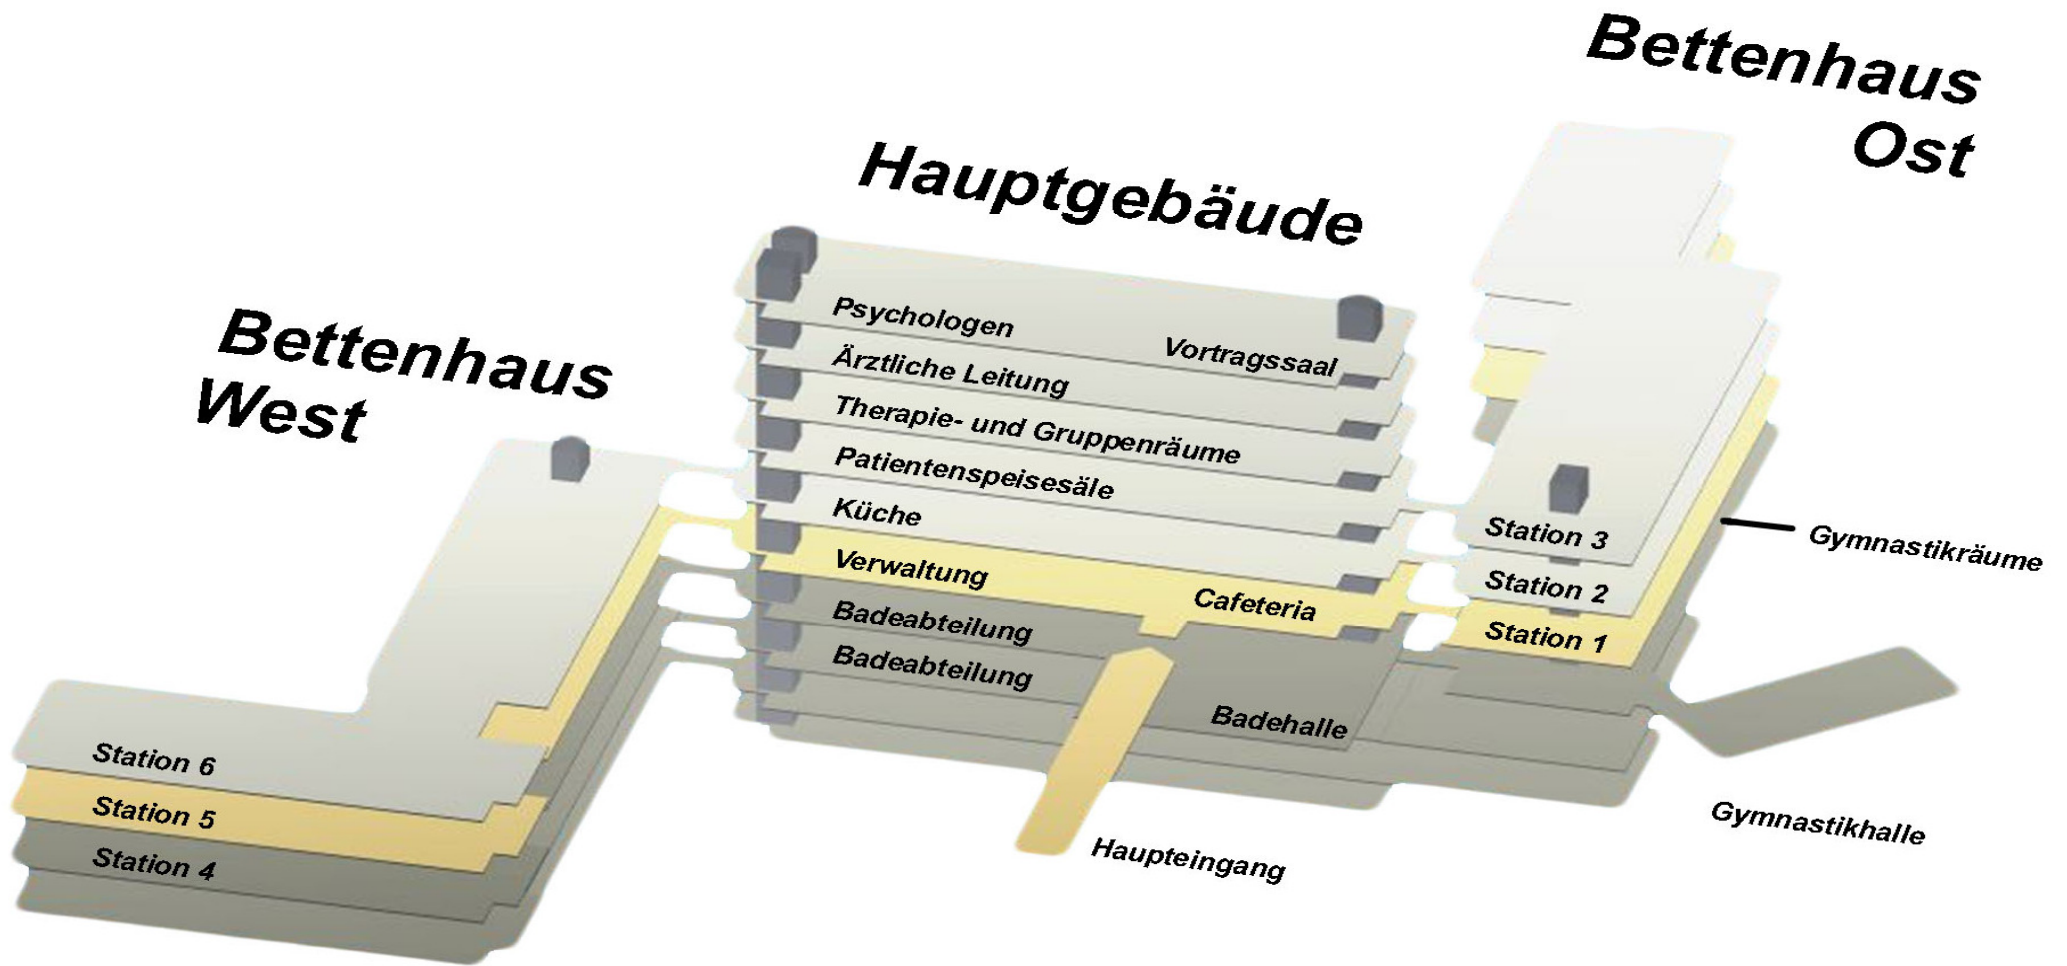 Bettenhaus
Ost
Hauptgebäude
Bettenhaus
West
Psychologen
Vortragssaal
Ärztliche Leitung
Therapie- und Gruppenräume
Patientenspeisesäle
Küche
Verwaltung
Cafeteria
Badeabteilung
Badeabteilung
Badehalle
Haupteingang
Station 3
Station 2
Station 1
Gymnastikräume
Gymnastikhalle
Station 6
Station 5
Station 4